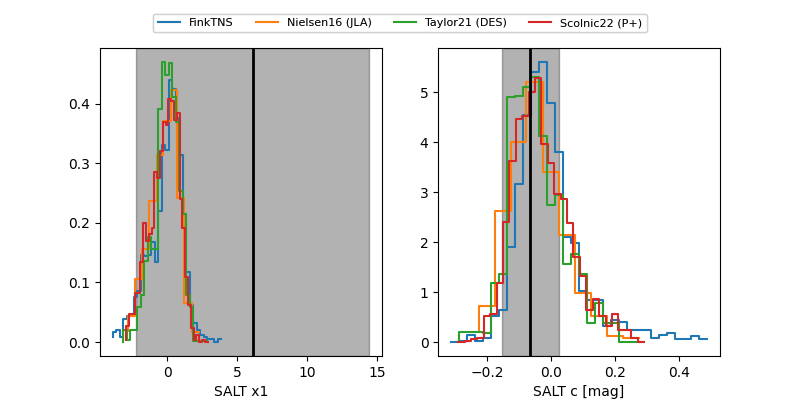 FinkTNS Nielsen16 (JLA) Taylor21 (DES) Scolnic22 (P+)
0.4
0.3
0.2
0.1
0.0
0 5 10 15
SALT x1
5
4
3
2
1
0
−0.2 0.0 0.2 0.4
SALT c [mag]